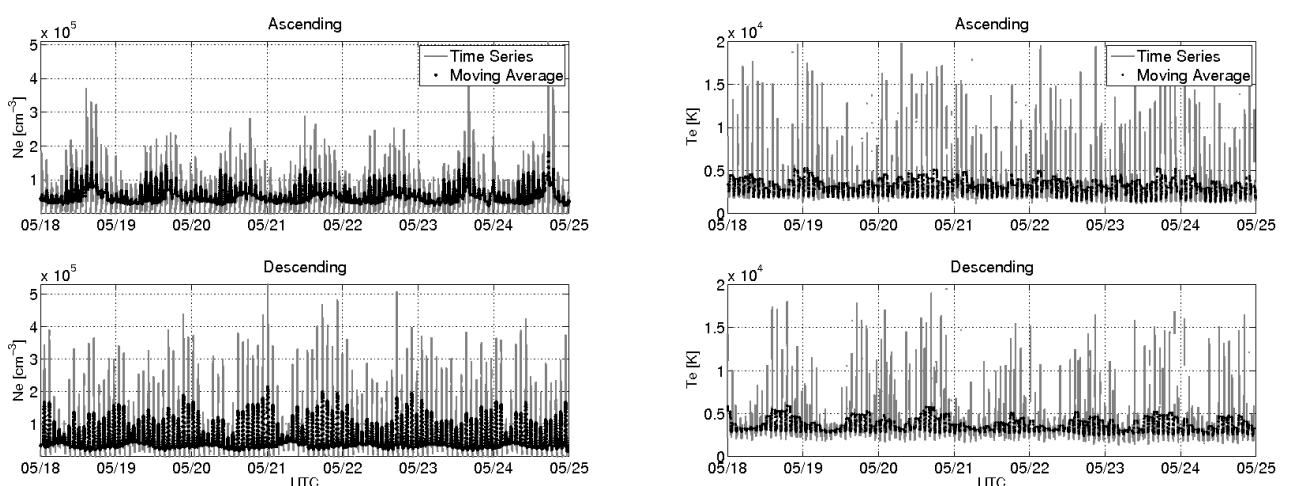 Ascending
x 10^5
5
4
3
2
1
Ne [cm^−3]
Time Series
Moving Average
05/18 05/19 05/20 05/21 05/22 05/23 05/24 05/25
Ascending
2 x 10^4
1.5
1
0.5
0
Te [K]
Time Series
Moving Average
05/18 05/19 05/20 05/21 05/22 05/23 05/24 05/25
Descending
x 10^5
5
4
3
2
1
Ne [cm^−3]
05/18 05/19 05/20 05/21 05/22 05/23 05/24 05/25
UTC
Descending
2 x 10^4
1.5
1
0.5
0
Te [K]
05/18 05/19 05/20 05/21 05/22 05/23 05/24 05/25
UTC